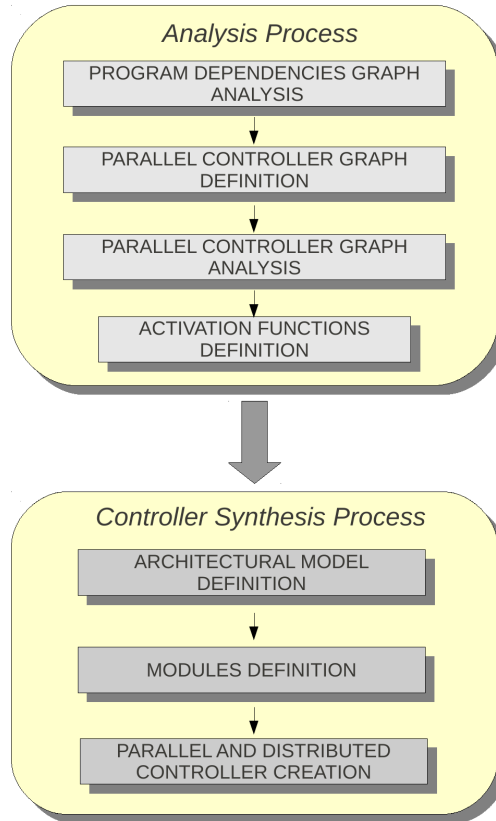 Analysis Process
PROGRAM DEPENDENCIES GRAPH
ANALYSIS
PARALLEL CONTROLLER GRAPH
DEFINITION
PARALLEL CONTROLLER GRAPH
ANALYSIS
ACTIVATION FUNCTIONS
DEFINITION
Controller Synthesis Process
ARCHITECTURAL MODEL
DEFINITION
MODULES DEFINITION
PARALLEL AND DISTRIBUTED
CONTROLLER CREATION